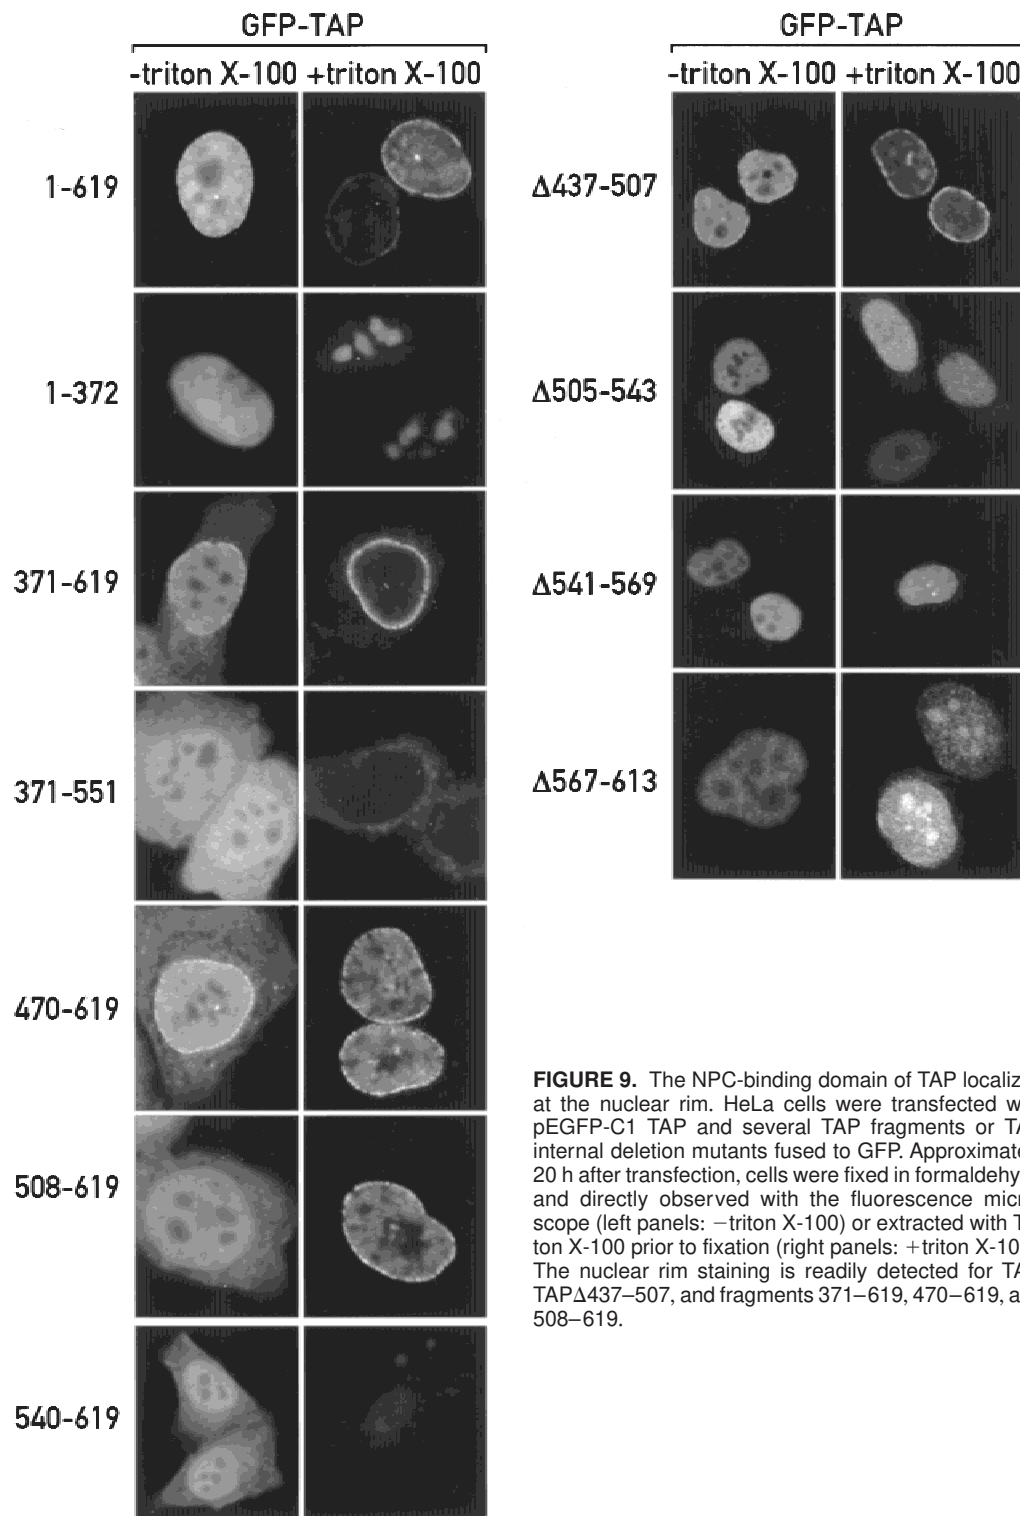 GFP-TAP
-triton X-100 +triton X-100
1-619
1-372
371-619
371-551
470-619
508-619
540-619
GFP-TAP
-triton X-100 +triton X-100
Δ437-507
Δ505-543
Δ541-569
Δ567-613
FIGURE 9. The NPC-binding domain of TAP localiz
at the nuclear rim. HeLa cells were transfected w
pEGFP-C1 TAP and several TAP fragments or TA
internal deletion mutants fused to GFP. Approximate
20 h after transfection, cells were fixed in formaldehy
and directly observed with the fluorescence micr
scope (left panels: −triton X-100) or extracted with T
ton X-100 prior to fixation (right panels: +triton X-10
The nuclear rim staining is readily detected for TA
TAPΔ437–507, and fragments 371–619, 470–619, a
508–619.